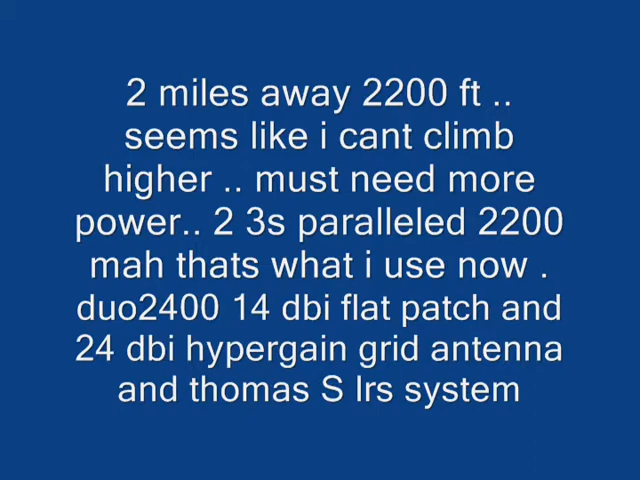 2 miles away 2200 ft ..
seems like i cant climb
higher .. must need more
power.. 2 3s paralleled 2200
mah thats what i use now .
duo2400 14 dbi flat patch and
24 dbi hypergain grid antenna
and thomas S lrs system